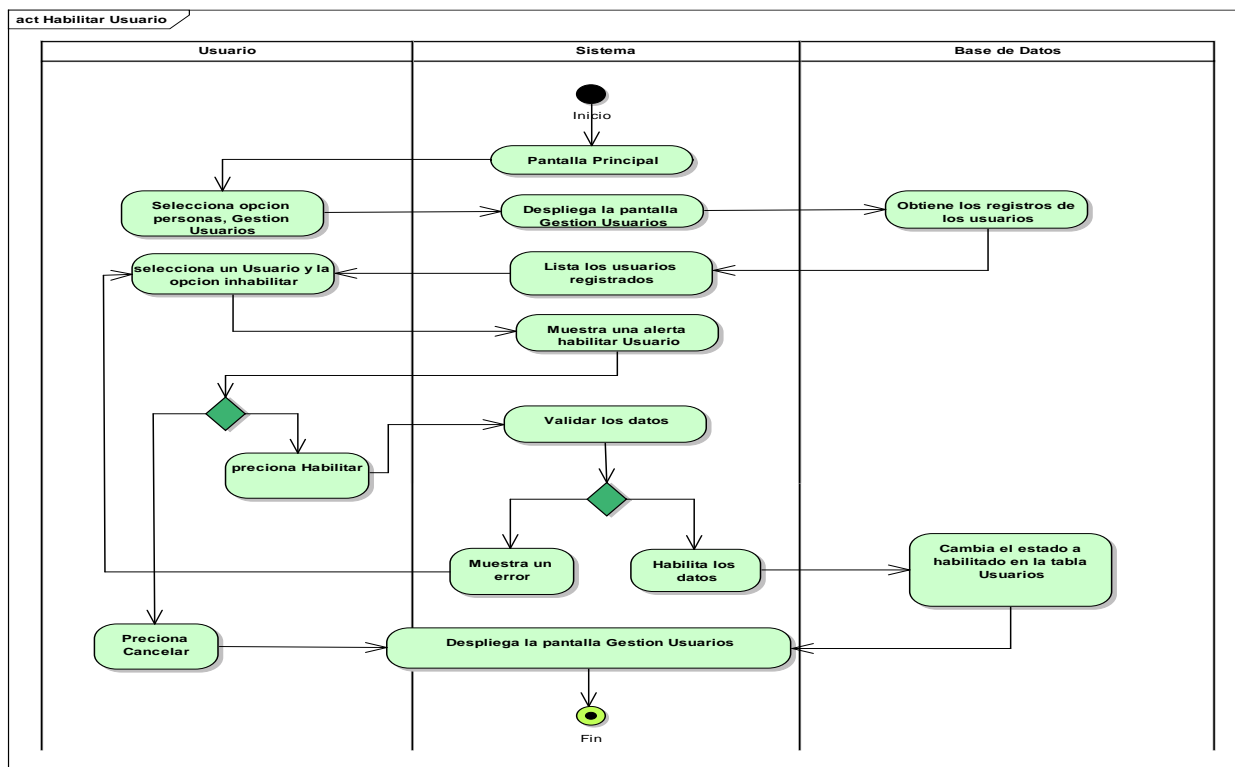 act Habilitar Usuario
Usuario
Sistema
Base de Datos
Inicio
Pantalla Principal
Selecciona opcion
personas, Gestion
Usuarios
Despliega la pantalla
Gestion Usuarios
Obtiene los registros de
los usuarios
selecciona un Usuario y la
opcion inhabilitar
Lista los usuarios
registrados
Muestra una alerta
habilitar Usuario
Validar los datos
preciona Habilitar
Muestra un
error
Habilita los
datos
Cambia el estado a
habilitado en la tabla
Usuarios
Preciona
Cancelar
Despliega la pantalla Gestion Usuarios
Fin